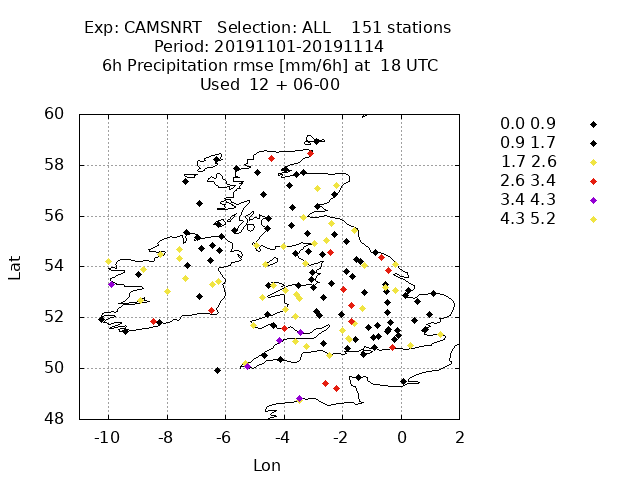 Exp: CAMSNRT   Selection: ALL    151 stations
Period: 20191101-20191114
6h Precipitation rmse [mm/6h] at  18 UTC
Used  12 + 06-00
60
58
56
54
52
50
48
Lat
-10 -8 -6 -4 -2 0 2
Lon
0.0 0.9
0.9 1.7
1.7 2.6
2.6 3.4
3.4 4.3
4.3 5.2